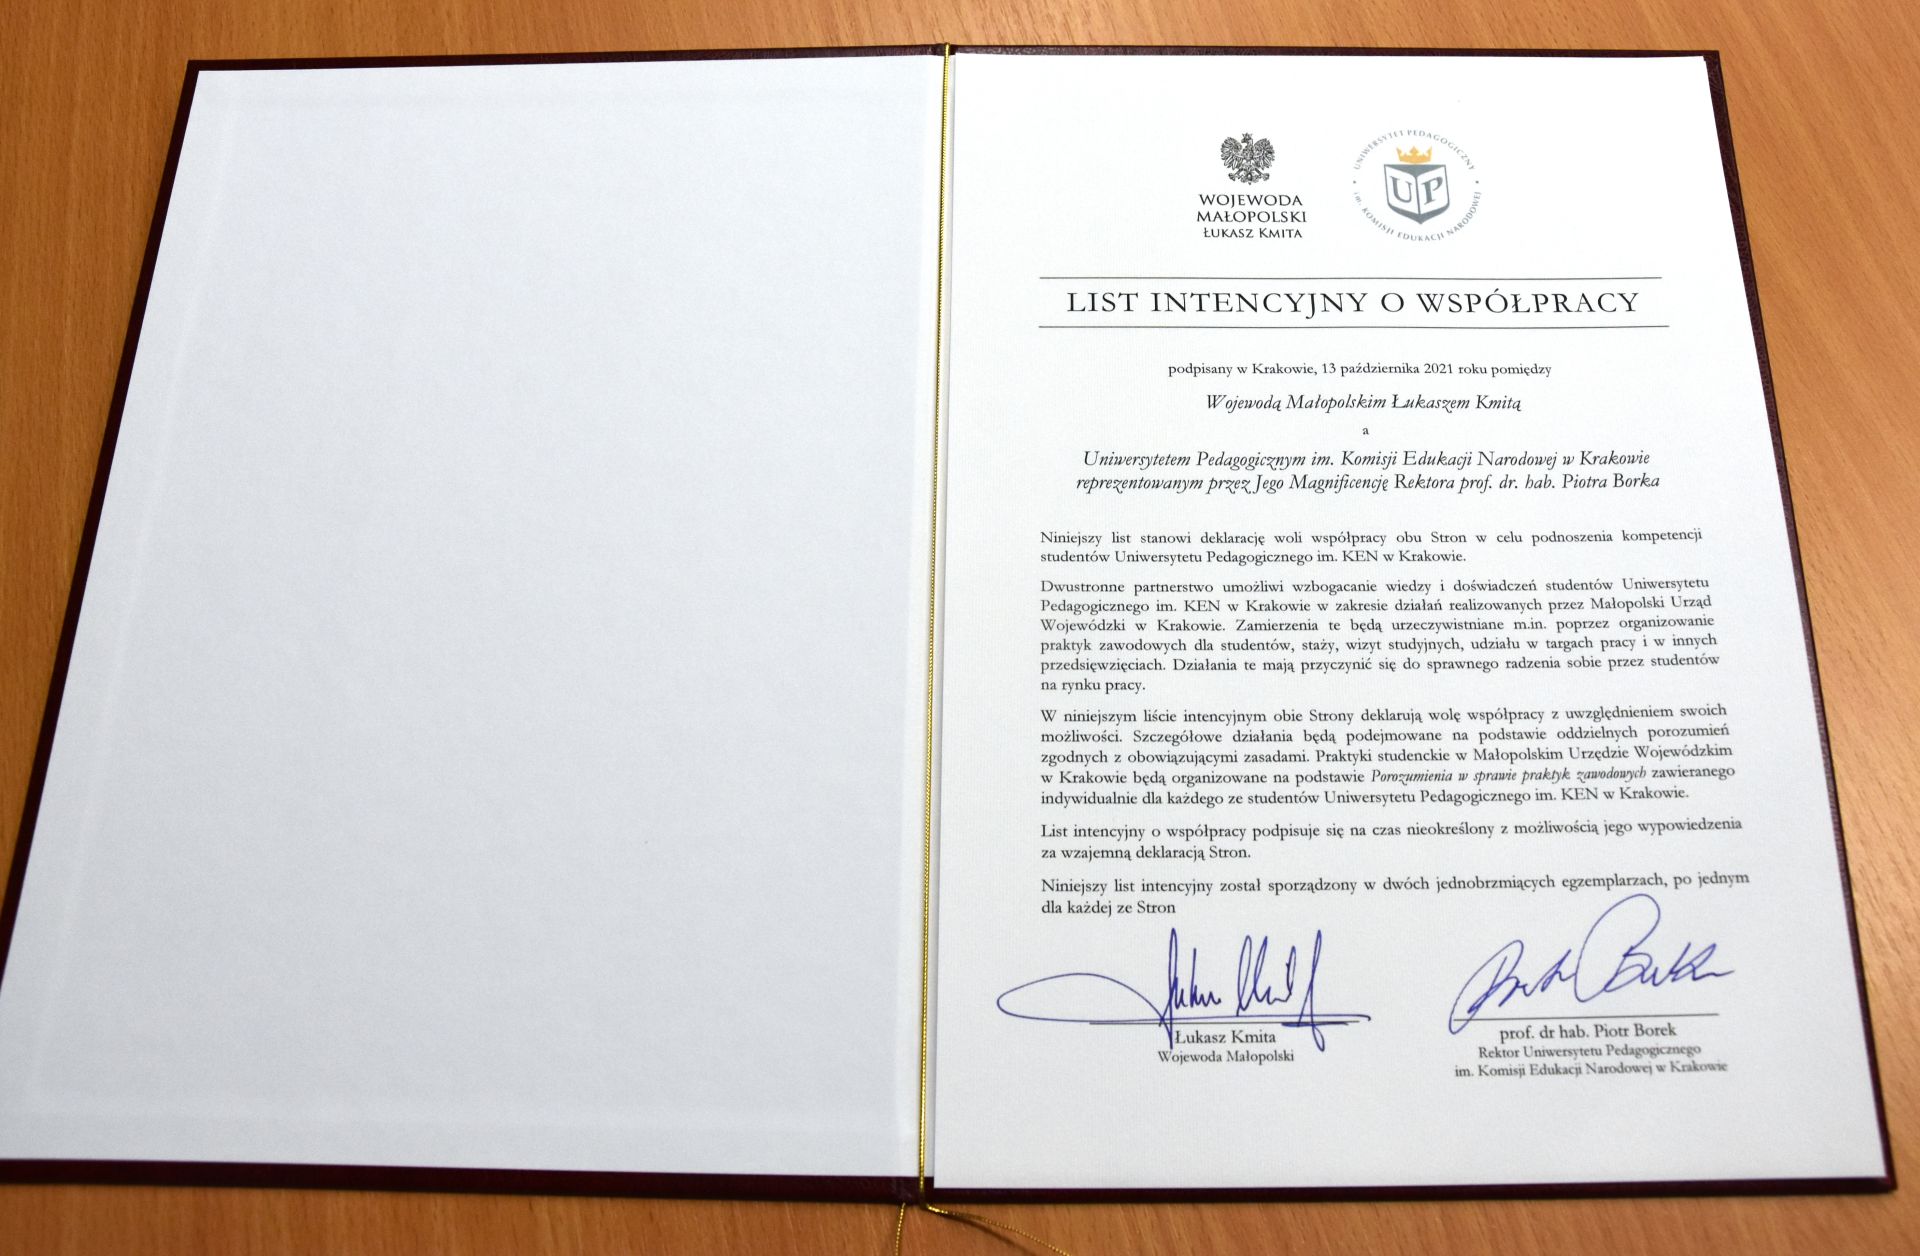 WOJEWODA
MAŁOPOLSKI
ŁUKASZ KMITA
UNIWERSYTET PEDAGOGICZNY
im. KOMISJI EDUKACJI NARODOWEJ
UP
LIST INTENCYJNY O WSPÓŁPRACY
podpisany w Krakowie, 13 października 2021 roku pomiędzy
Wojewodą Małopolskim Łukaszem Kmitą
a
Uniwersytetem Pedagogicznym im. Komisji Edukacji Narodowej w Krakowie
reprezentowanym przez Jego Magnificencję Rektora prof. dr. hab. Piotra Borka
Niniejszy list stanowi deklarację woli współpracy obu Stron w celu podnoszenia kompetencji
studentów Uniwersytetu Pedagogicznego im. KEN w Krakowie.
Dwustronne partnerstwo umożliwi wzbogacanie wiedzy i doświadczeń studentów Uniwersytetu
Pedagogicznego im. KEN w Krakowie w zakresie działań realizowanych przez Małopolski Urząd
Wojewódzki w Krakowie. Zamierzenia te będą urzeczywistniane m.in. poprzez organizowanie
praktyk zawodowych dla studentów, staży, wizyt studyjnych, udziału w targach pracy i w innych
przedsięwzięciach. Działania te mają przyczynić się do sprawnego radzenia sobie przez studentów
na rynku pracy.
W niniejszym liście intencyjnym obie Strony deklarują wolę współpracy z uwzględnieniem swoich
możliwości. Szczegółowe działania będą podejmowane na podstawie oddzielnych porozumień
zgodnych z obowiązującymi zasadami. Praktyki studenckie w Małopolskim Urzędzie Wojewódzkim
w Krakowie będą organizowane na podstawie Porozumienia w sprawie praktyk zawodowych zawieranego
indywidualnie dla każdego ze studentów Uniwersytetu Pedagogicznego im. KEN w Krakowie.
List intencyjny o współpracy podpisuje się na czas nieokreślony z możliwością jego wypowiedzenia
za wzajemną deklaracją Stron.
Niniejszy list intencyjny został sporządzony w dwóch jednobrzmiących egzemplarzach, po jednym
dla każdej ze Stron
Łukasz Kmita
Wojewoda Małopolski
prof. dr hab. Piotr Borek
Rektor Uniwersytetu Pedagogicznego
im. Komisji Edukacji Narodowej w Krakowie